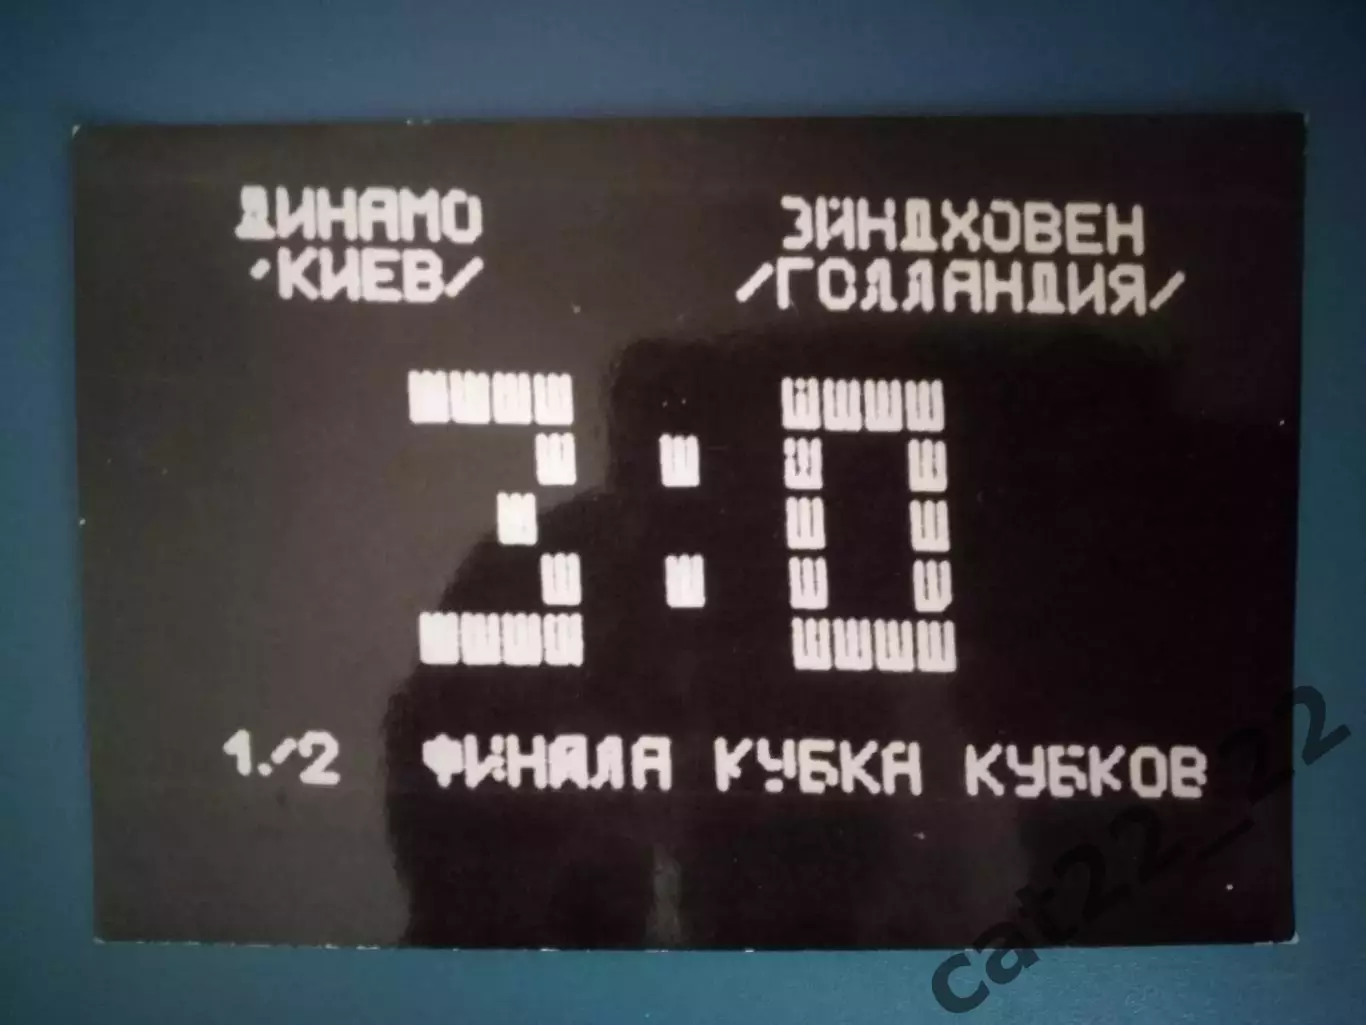 ДИНАМО ЭЙНДХОВЕН
/КИЕВ/ /ГОЛЛАНДИЯ/
3:0
1/2 ФИНАЛА КУБКА КУБКОВ
cat22_22